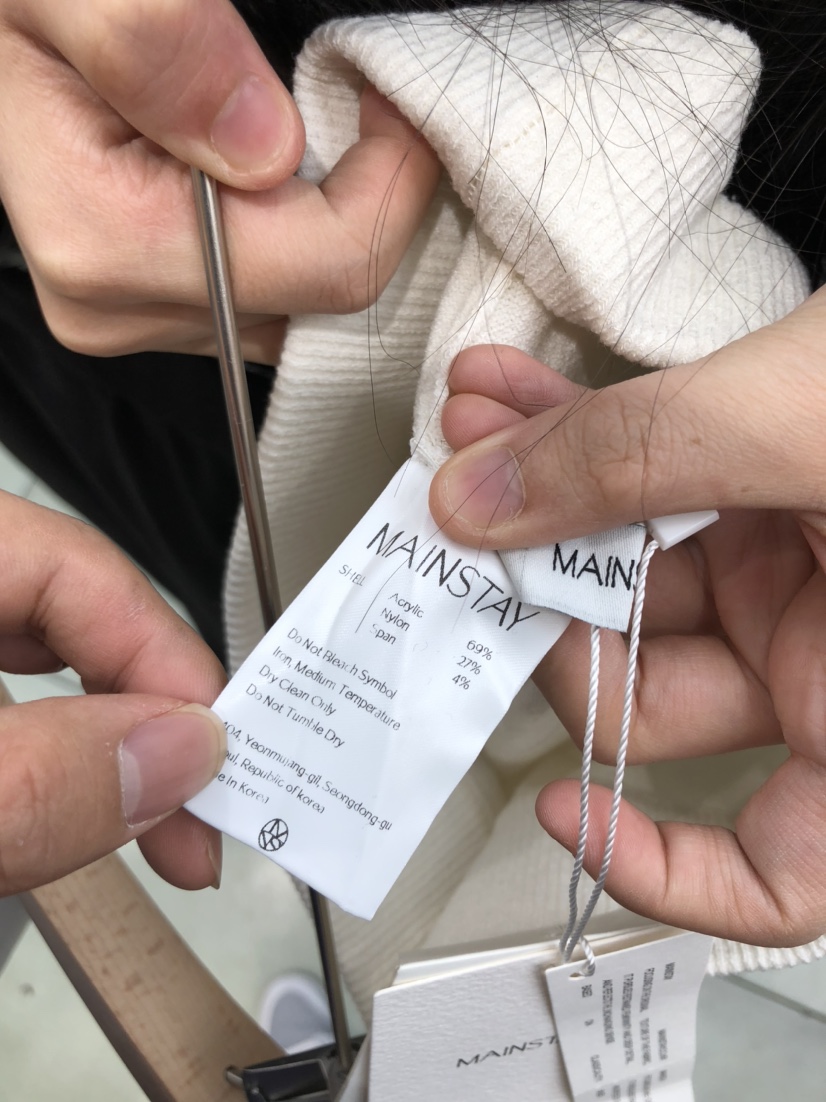 MAINSTAY
SHELL
Acrylic 69%
Nylon 27%
Span 4%
Do Not Bleach Symbol
Iron, Medium Temperature
Dry Clean Only
Do Not Tumble Dry
404, Yeonmujang-gil, Seongdong-gu
oul, Republic of korea
e In Korea
MAINS
MAINST